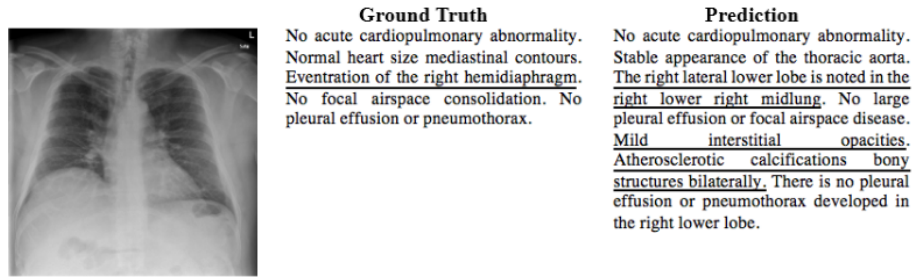 Ground Truth
No acute cardiopulmonary abnormality.
Normal heart size mediastinal contours.
Eventration of the right hemidiaphragm.
No focal airspace consolidation. No
pleural effusion or pneumothorax.
Prediction
No acute cardiopulmonary abnormality.
Stable appearance of the thoracic aorta.
The right lateral lower lobe is noted in the
right lower right midlung. No large
pleural effusion or focal airspace disease.
Mild interstitial opacities.
Atherosclerotic calcifications bony
structures bilaterally. There is no pleural
effusion or pneumothorax developed in
the right lower lobe.
L